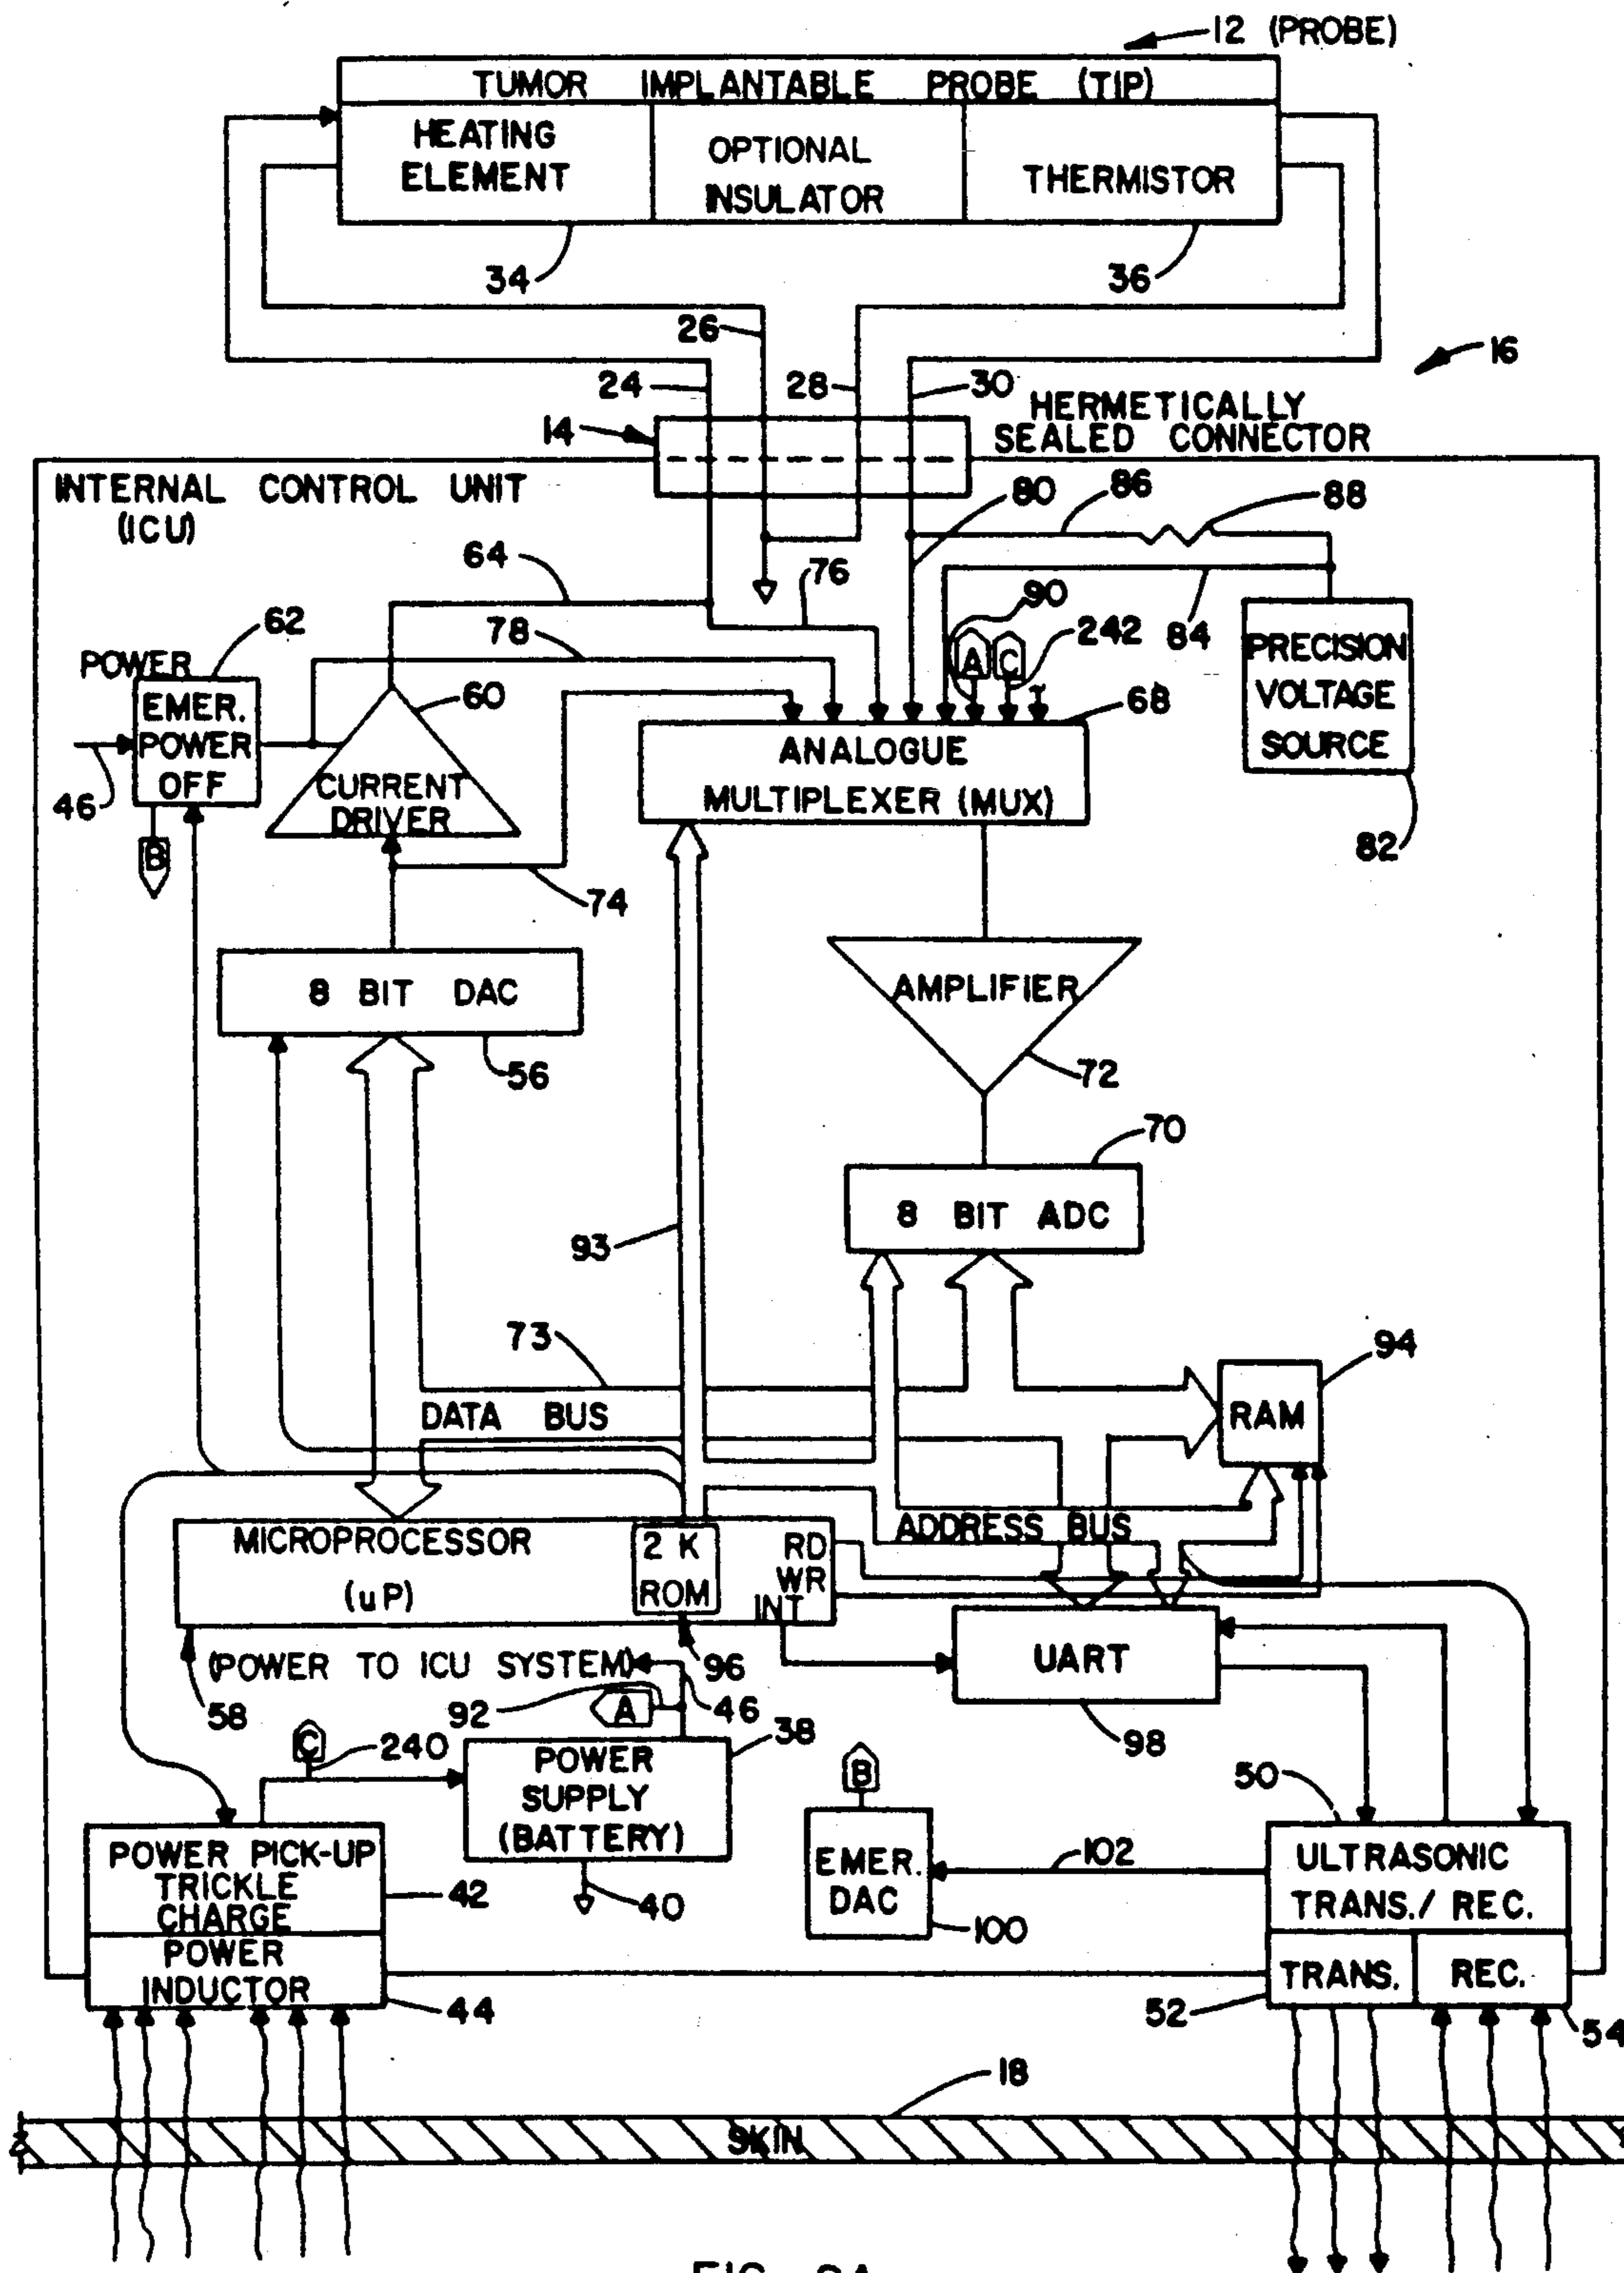 12 (PROBE)
TUMOR IMPLANTABLE PROBE (TIP)
HEATING
ELEMENT
OPTIONAL
INSULATOR
THERMISTOR
34
36
26
16
24
28
30
HERMETICALLY
SEALED CONNECTOR
14
INTERNAL CONTROL UNIT
(ICU)
80
86
88
64
76
90
62
78
242
84
POWER
A
C
PRECISION
VOLTAGE
SOURCE
EMER.
POWER
OFF
60
68
46
CURRENT
DRIVER
ANALOGUE
MULTIPLEXER (MUX)
82
B
74
8 BIT DAC
AMPLIFIER
56
72
70
8 BIT ADC
93
73
94
DATA BUS
RAM
MICROPROCESSOR
(uP)
2 K
ROM
RD
WR
INT
ADDRESS BUS
(POWER TO ICU SYSTEM)
96
UART
58
92
A
46
98
C
240
38
POWER
SUPPLY
(BATTERY)
B
50
POWER PICK-UP
TRICKLE
CHARGE
42
40
EMER.
DAC
102
100
ULTRASONIC
TRANS./ REC.
POWER
INDUCTOR
44
TRANS.
REC.
52
54
18
SKIN